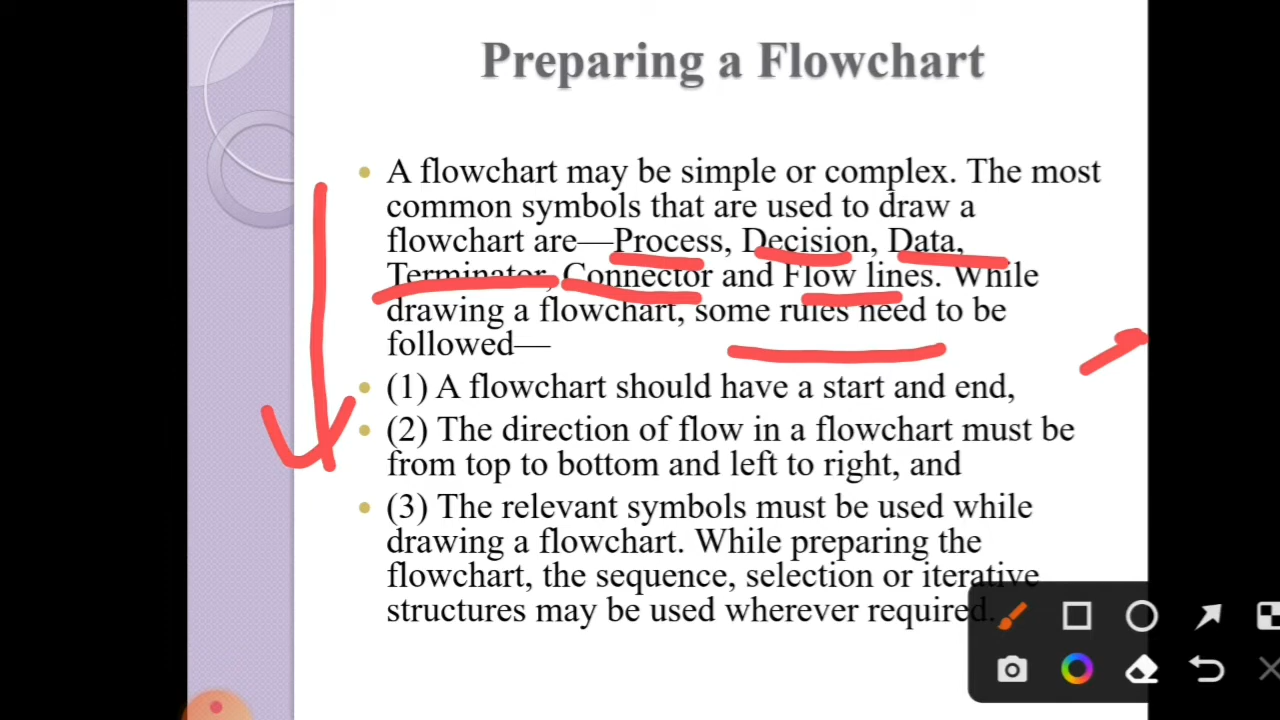 Preparing a Flowchart
A flowchart may be simple or complex. The most
common symbols that are used to draw a
flowchart are—Process, Decision, Data,
Terminator, Connector and Flow lines. While
drawing a flowchart, some rules need to be
followed—
(1) A flowchart should have a start and end,
(2) The direction of flow in a flowchart must be
from top to bottom and left to right, and
(3) The relevant symbols must be used while
drawing a flowchart. While preparing the
flowchart, the sequence, selection or iterative
structures may be used wherever required.